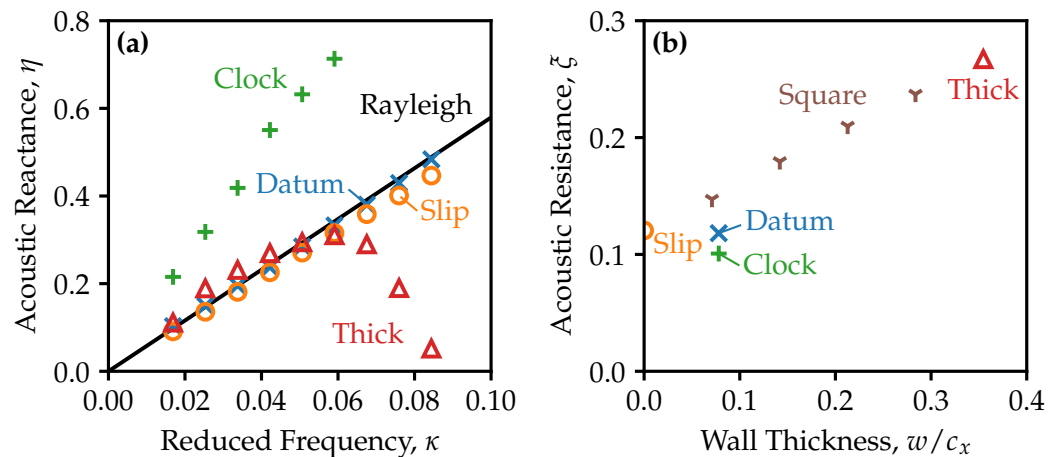 (a)
Acoustic Reactance, η
0.8
0.6
0.4
0.2
0.0
Clock
Rayleigh
Datum
Slip
Thick
0.00 0.02 0.04 0.06 0.08 0.10
Reduced Frequency, κ
(b)
Acoustic Resistance, ξ
0.3
0.2
0.1
0.0
Thick
Square
Datum
Slip
Clock
0.0 0.1 0.2 0.3 0.4
Wall Thickness, w/cₓ